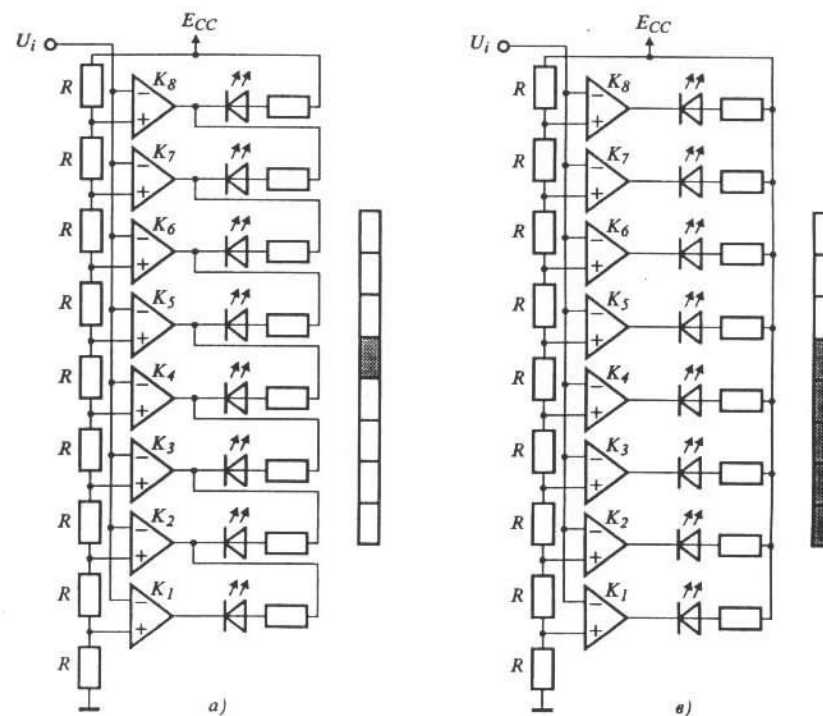 E_CC
U_i
R K_8
R K_7
R K_6
R K_5
R K_4
R K_3
R K_2
R K_1
R
а)
E_CC
U_i
R K_8
R K_7
R K_6
R K_5
R K_4
R K_3
R K_2
R K_1
R
в)